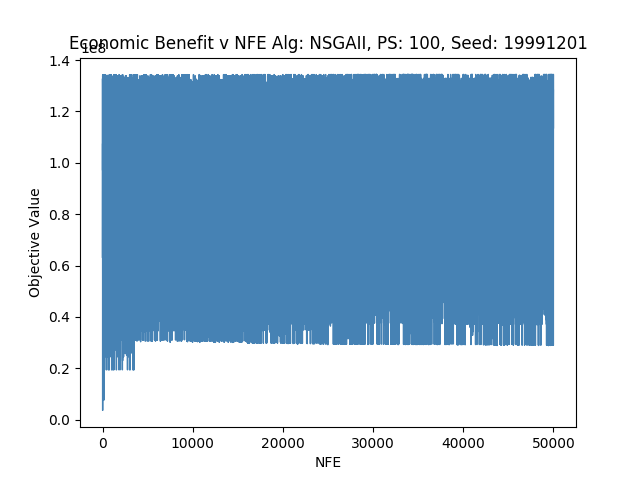 Economic Benefit v NFE Alg: NSGAII, PS: 100, Seed: 19991201
1e8
1.4
1.2
1.0
0.8
0.6
0.4
0.2
0.0
Objective Value
0 10000 20000 30000 40000 50000
NFE